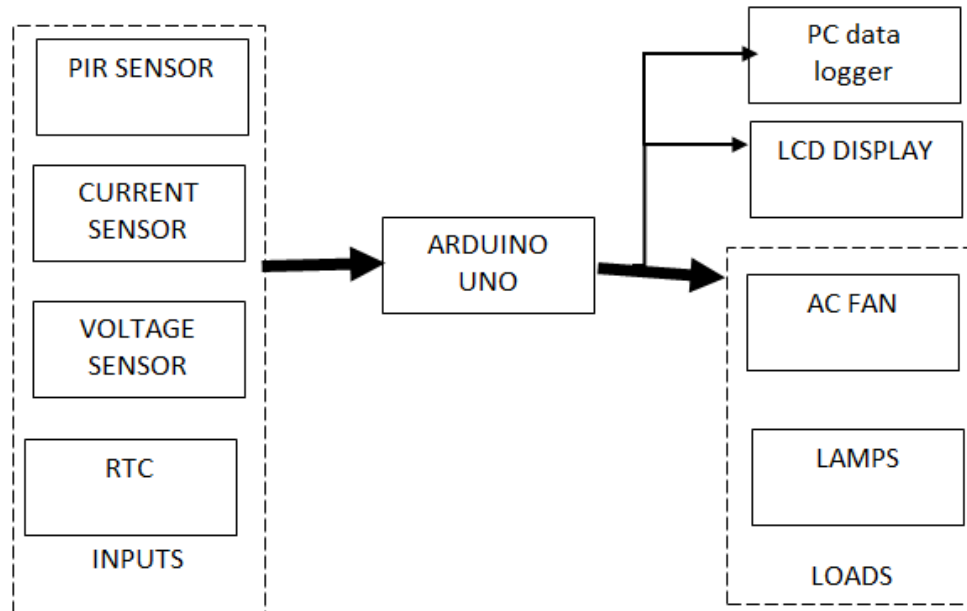 PIR SENSOR
CURRENT
SENSOR
VOLTAGE
SENSOR
RTC
INPUTS
ARDUINO
UNO
PC data
logger
LCD DISPLAY
AC FAN
LAMPS
LOADS